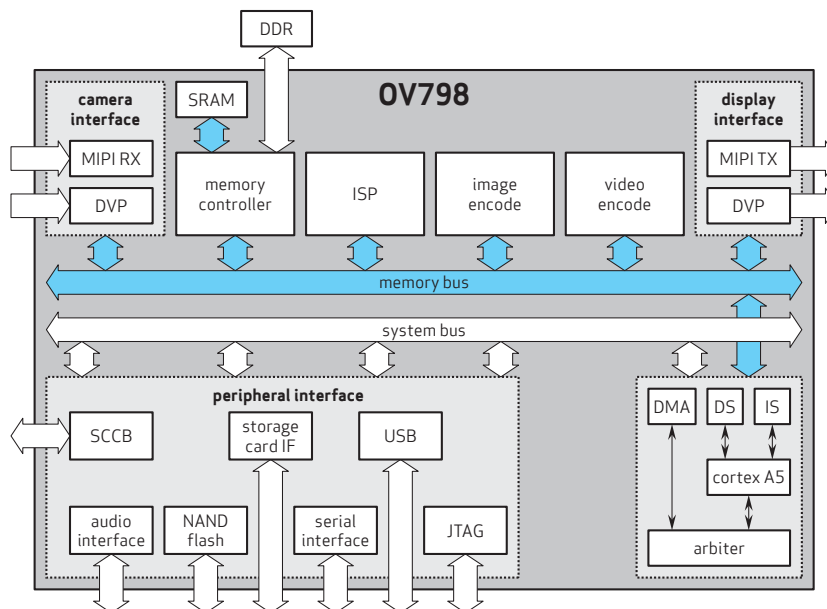 DDR
OV798
camera
interface
MIPI RX
DVP
SRAM
memory
controller
ISP
image
encode
video
encode
display
interface
MIPI TX
DVP
memory bus
system bus
peripheral interface
SCCB
storage
card IF
USB
audio
interface
NAND
flash
serial
interface
JTAG
DMA
DS
IS
cortex A5
arbiter